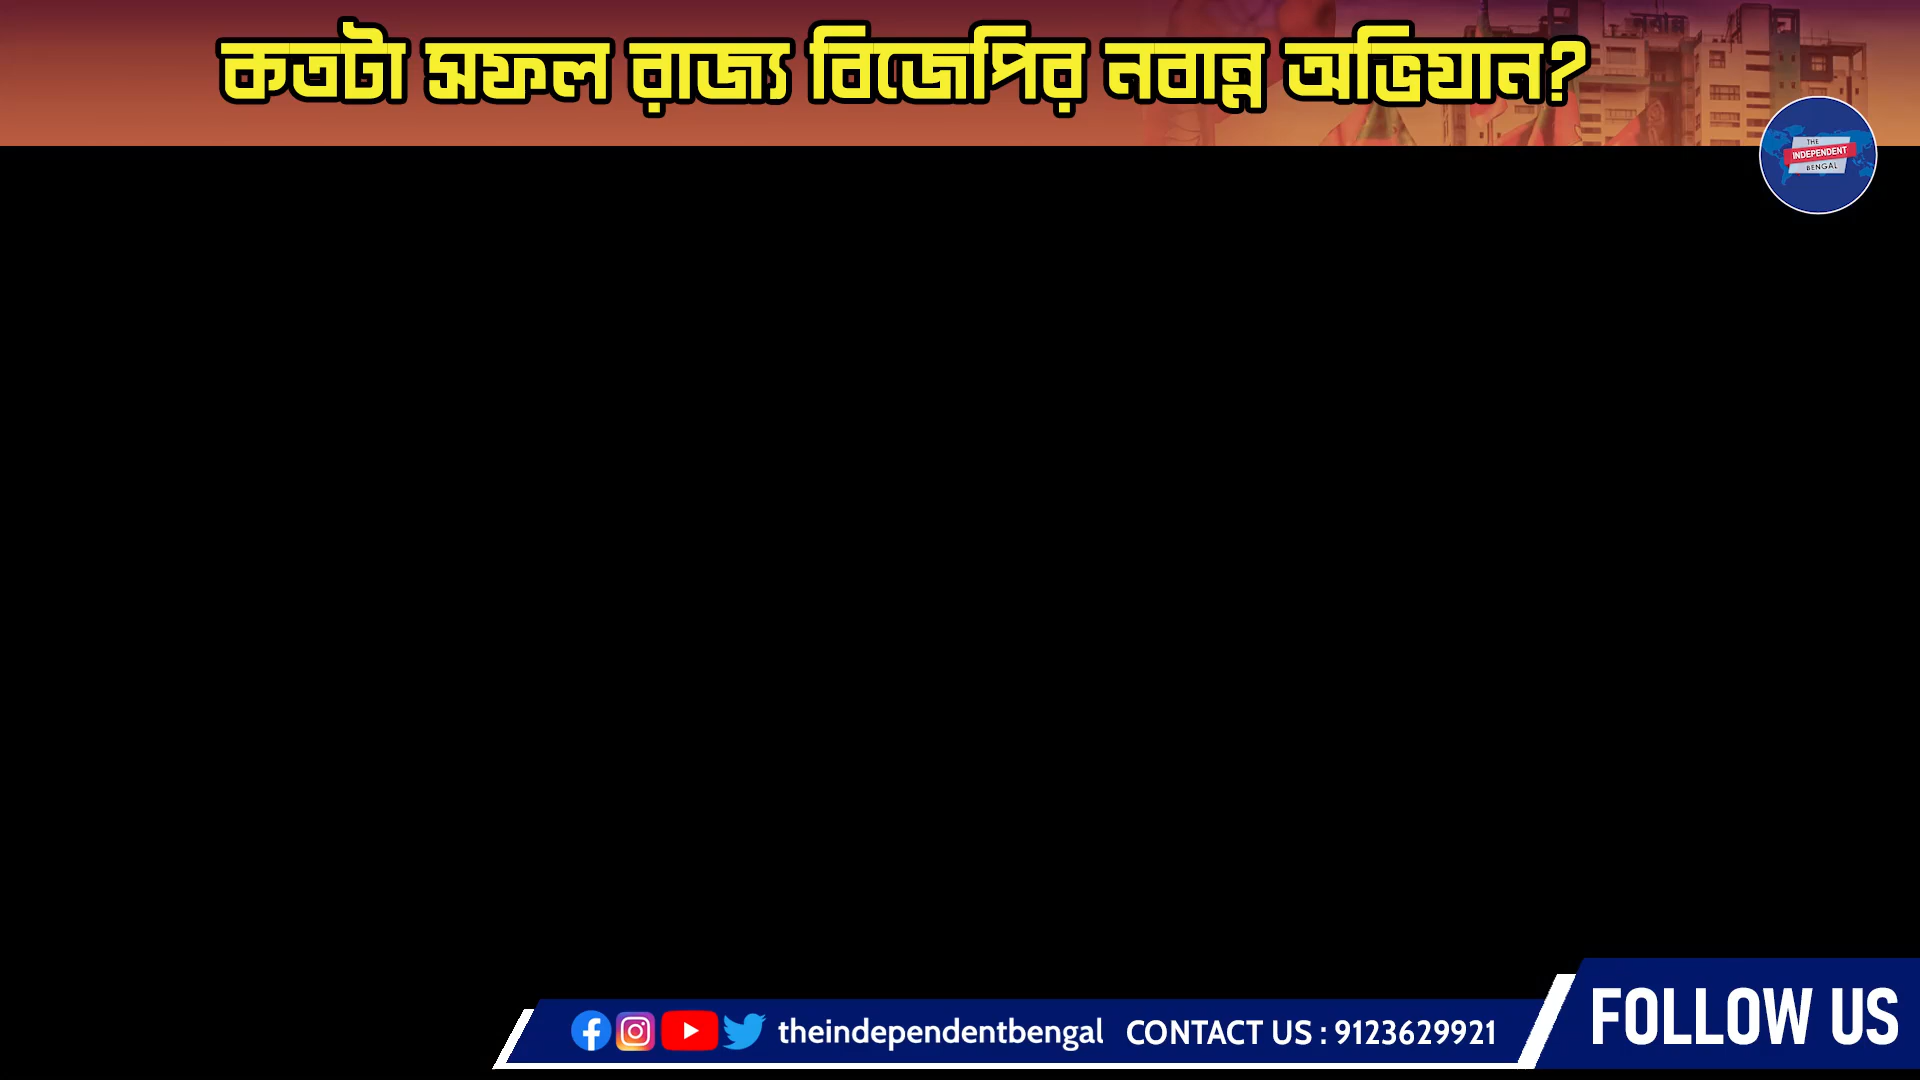 কতটা সফল রাজ্য বিজেপির নবান্ন অভিযান?
THE
INDEPENDENT
BENGAL
theindependentbengal CONTACT US : 9123629921
FOLLOW US